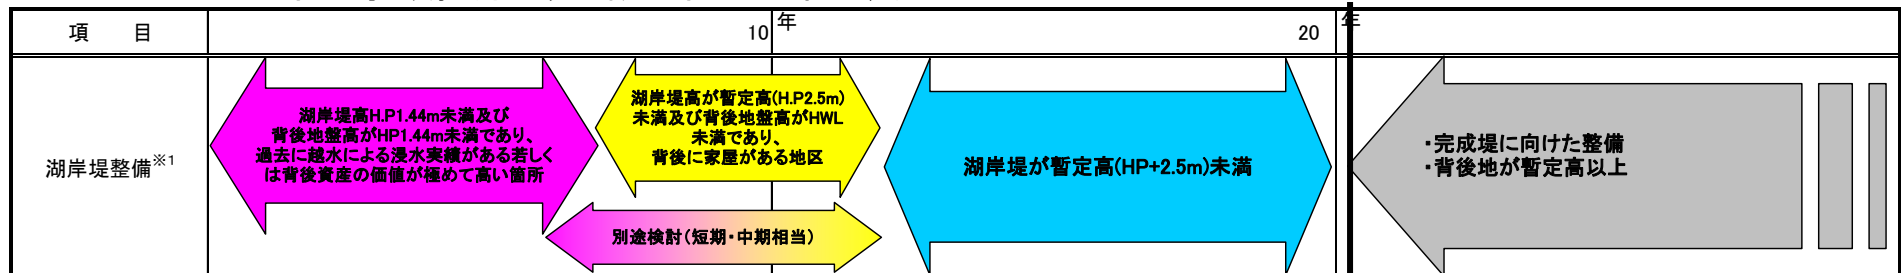 項　目
10年
20年
湖岸堤整備※1
湖岸堤高H.P1.44m未満及び
背後地盤高がHP1.44m未満であり、
過去に越水による浸水実績がある若しく
は背後資産の価値が極めて高い箇所
湖岸堤高が暫定高(H.P2.5m)
未満及び背後地盤高がHWL
未満であり、
背後に家屋がある地区
別途検討(短期・中期相当)
湖岸堤が暫定高(HP+2.5m)未満
・完成堤に向けた整備
・背後地が暫定高以上